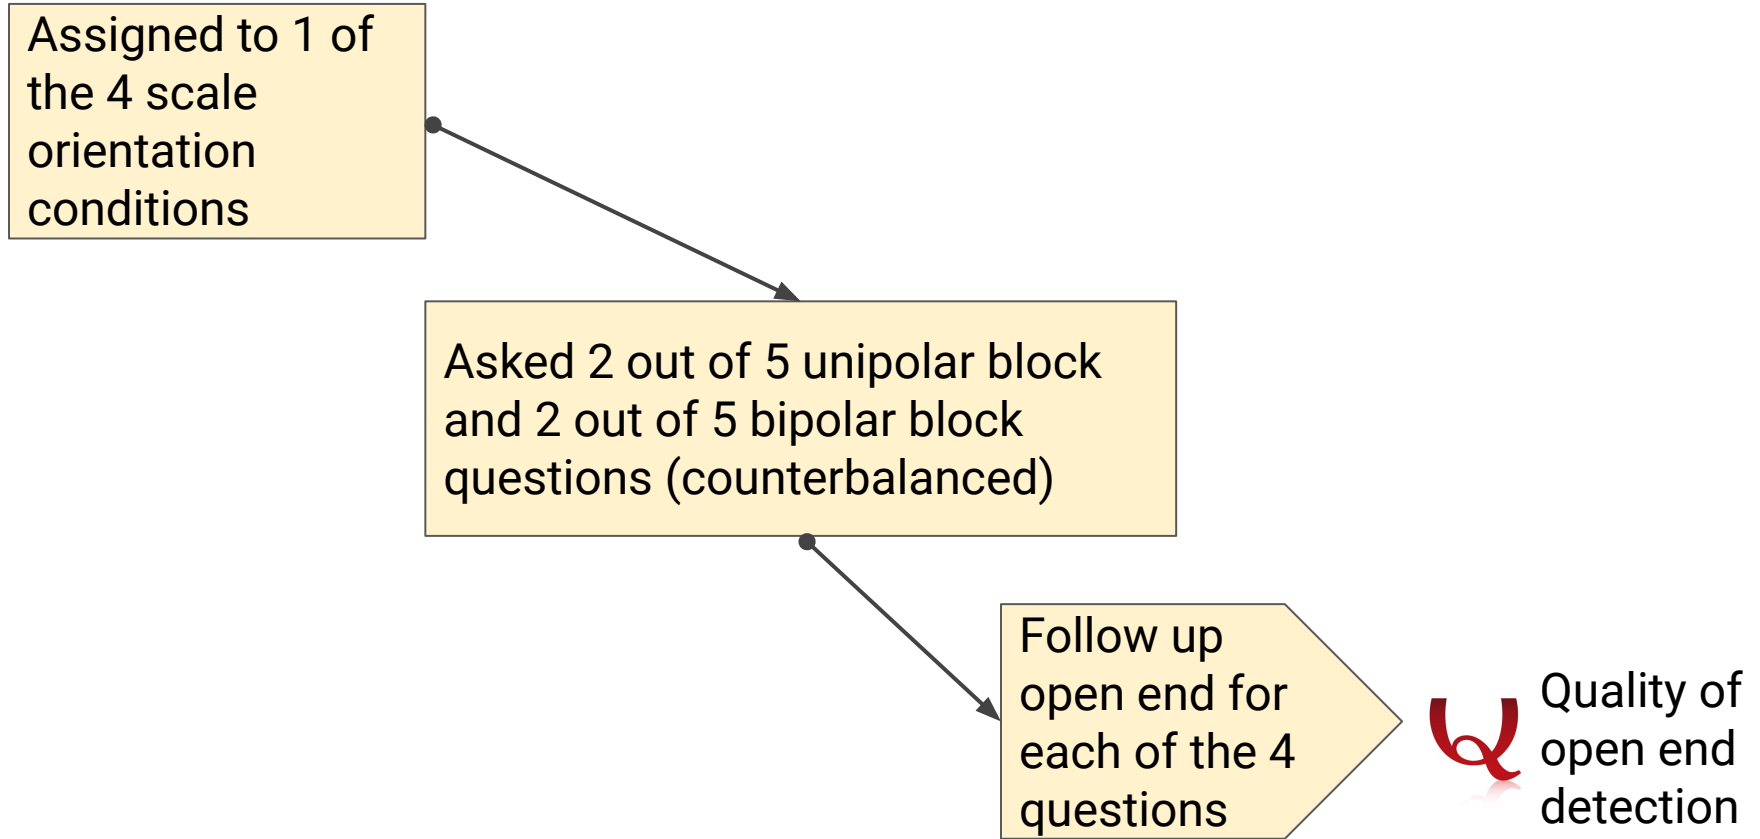 Assigned to 1 of
the 4 scale
orientation
conditions
Asked 2 out of 5 unipolar block
and 2 out of 5 bipolar block
questions (counterbalanced)
Follow up
open end for
each of the 4
questions
Q
Quality of
open end
detection